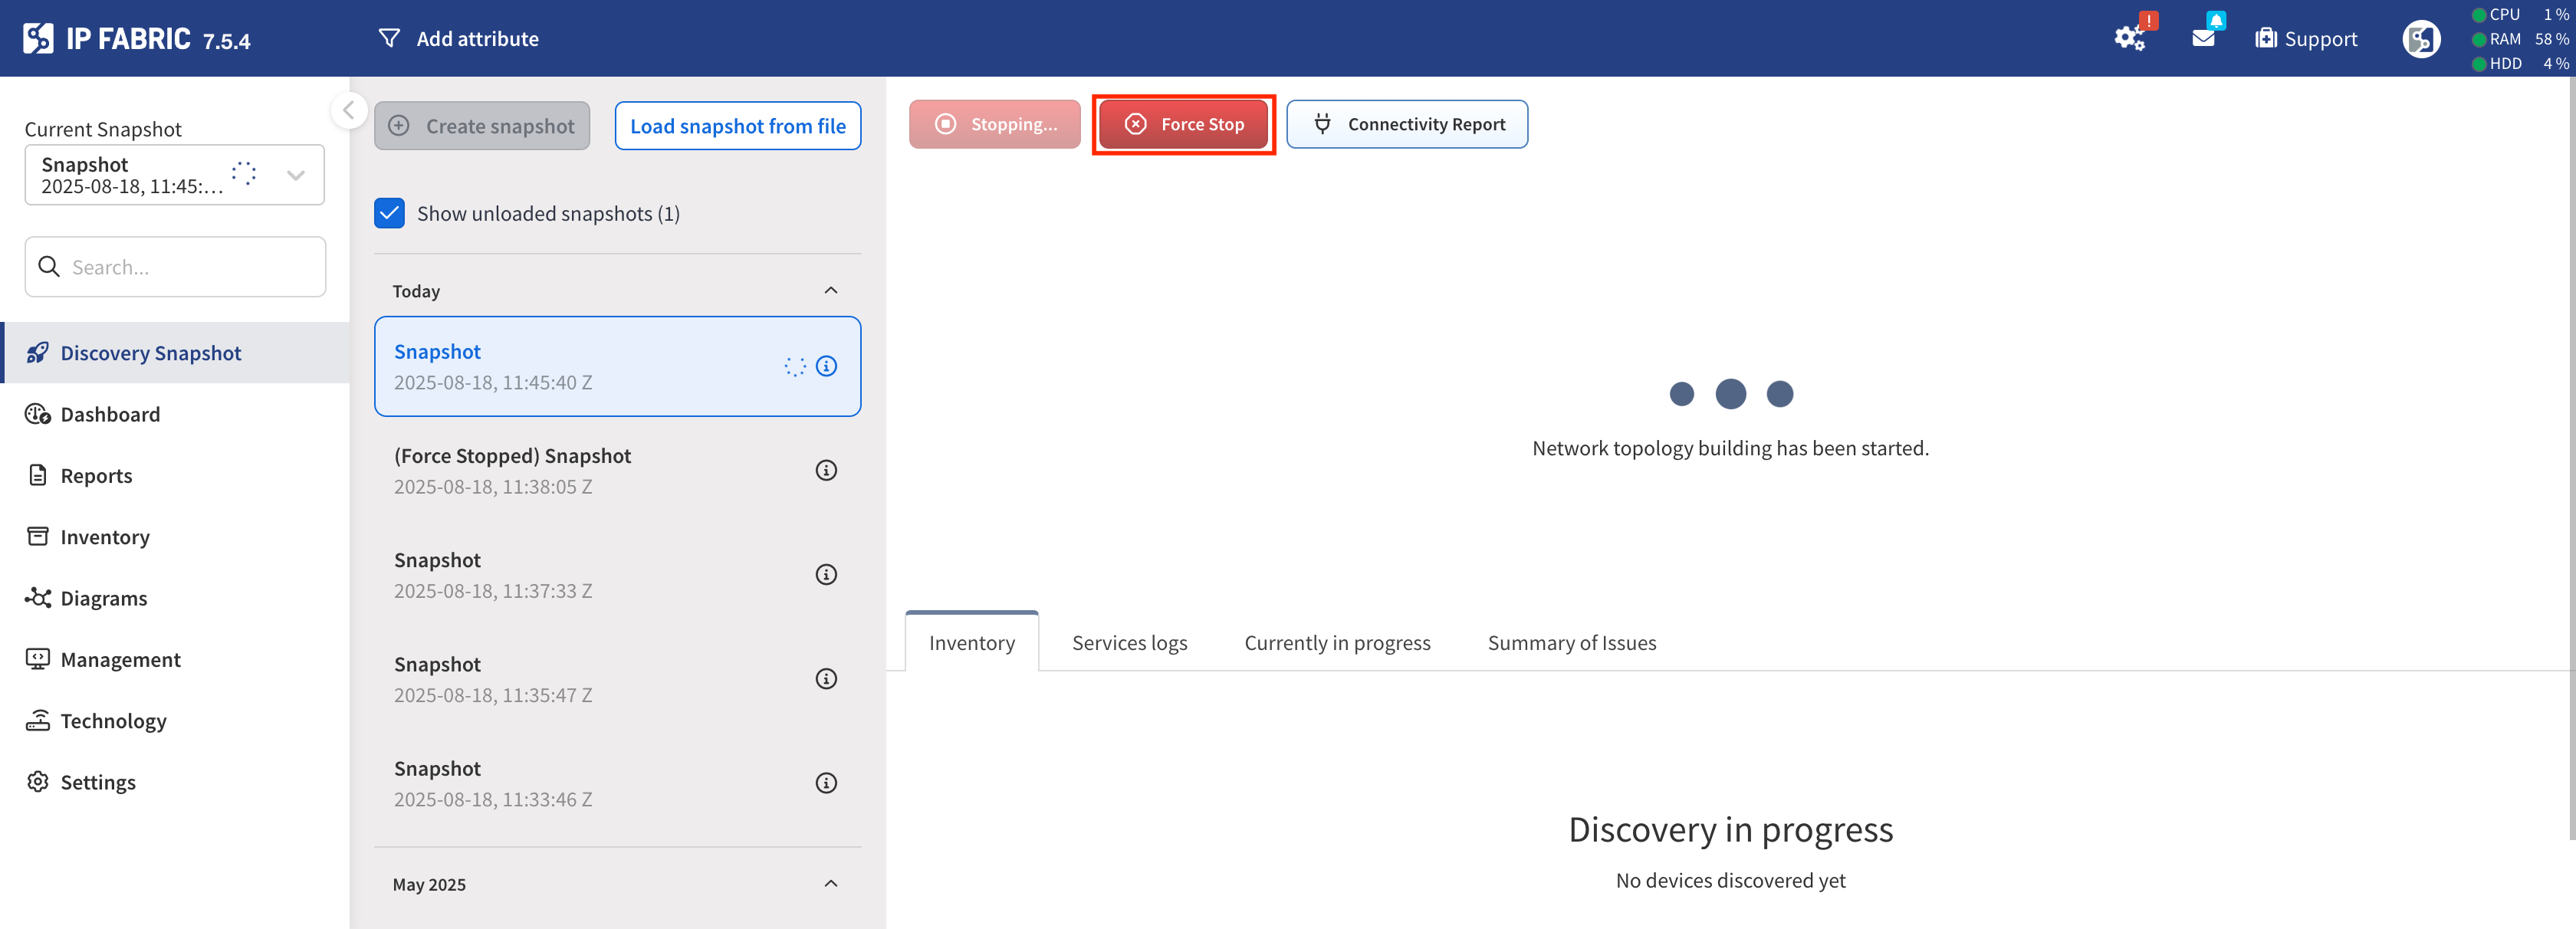 IP FABRIC 7.5.4
Add attribute
!
Support
CPU 1 %
RAM 58 %
HDD 4 %
Current Snapshot
Snapshot
2025-08-18, 11:45:...
Search...
Discovery Snapshot
Dashboard
Reports
Inventory
Diagrams
Management
Technology
Settings
Create snapshot
Load snapshot from file
Show unloaded snapshots (1)
Today
Snapshot
2025-08-18, 11:45:40 Z
(Force Stopped) Snapshot
2025-08-18, 11:38:05 Z
Snapshot
2025-08-18, 11:37:33 Z
Snapshot
2025-08-18, 11:35:47 Z
Snapshot
2025-08-18, 11:33:46 Z
May 2025
Stopping...
Force Stop
Connectivity Report
Network topology building has been started.
Inventory
Services logs
Currently in progress
Summary of Issues
Discovery in progress
No devices discovered yet